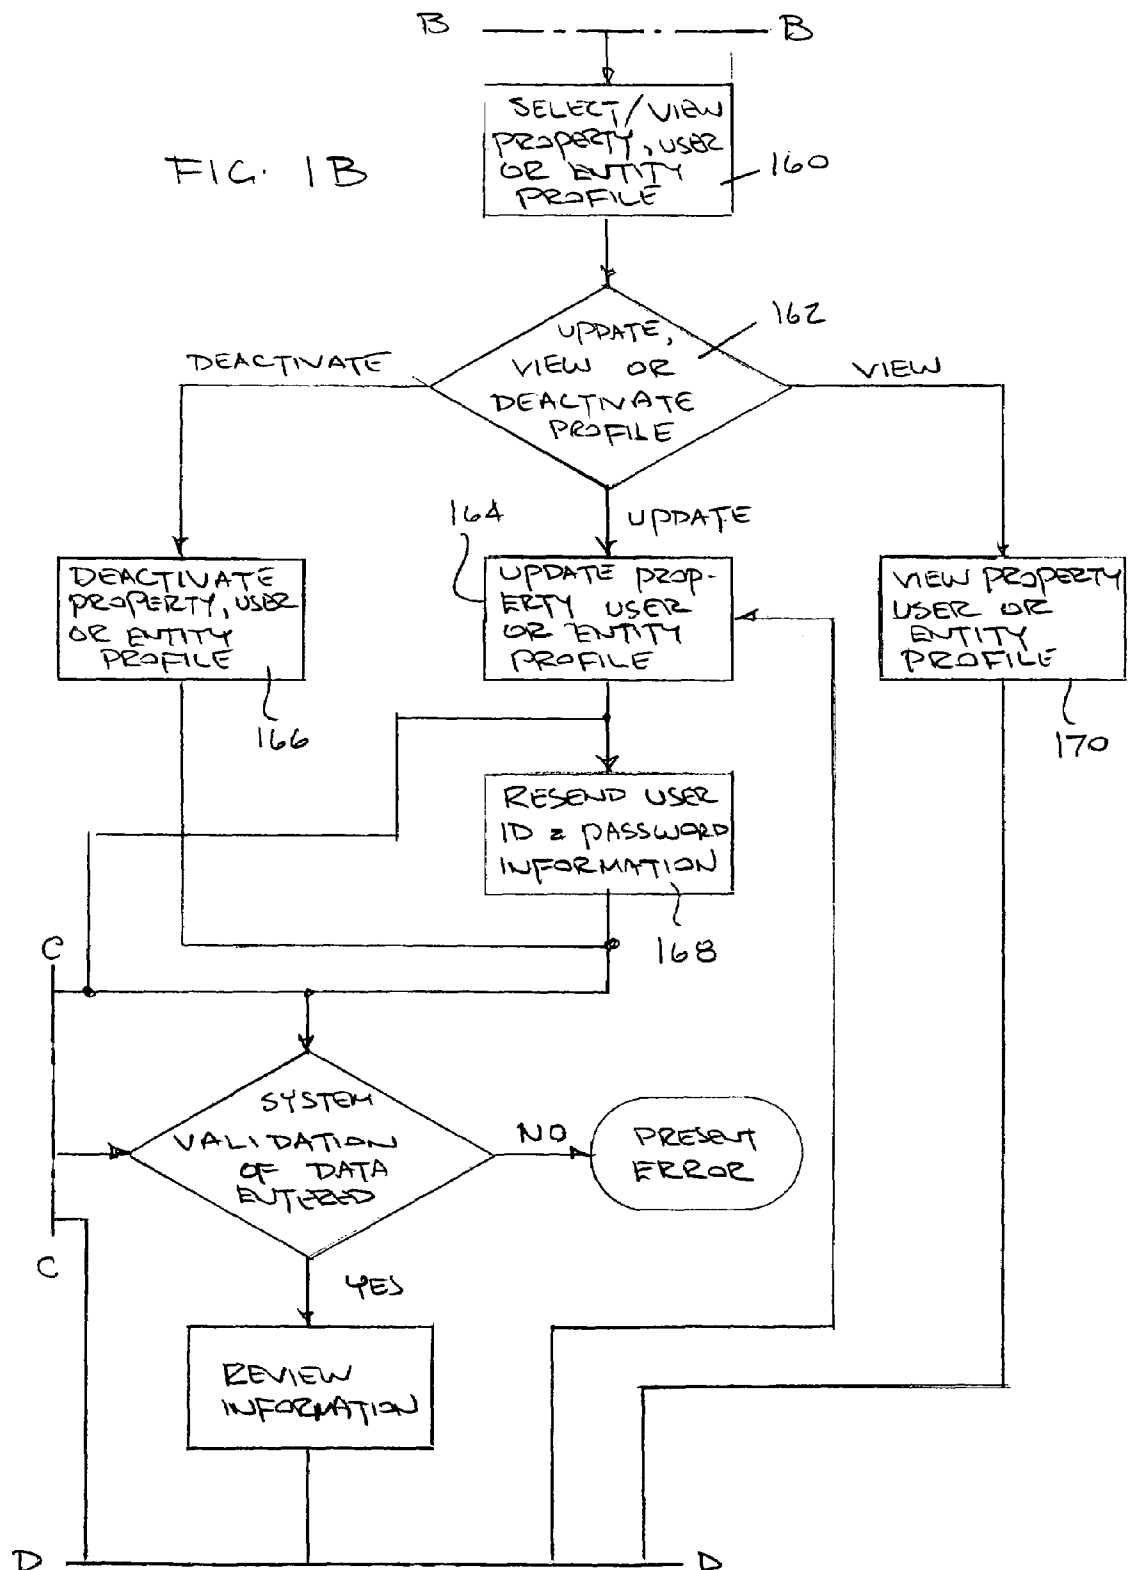 B B
SELECT/VIEW
PROPERTY, USER
OR ENTITY
PROFILE
160
FIG. 1B
162
UPDATE,
VIEW OR
DEACTIVATE
PROFILE
DEACTIVATE
VIEW
UPDATE
164
DEACTIVATE
PROPERTY, USER
OR ENTITY
PROFILE
166
UPDATE PROP-
ERTY USER
OR ENTITY
PROFILE
VIEW PROPERTY
USER OR
ENTITY
PROFILE
170
RESEND USER
ID & PASSWORD
INFORMATION
168
C
SYSTEM
VALIDATION
OF DATA
ENTERED
NO
PRESENT
ERROR
C
YES
REVIEW
INFORMATION
D D